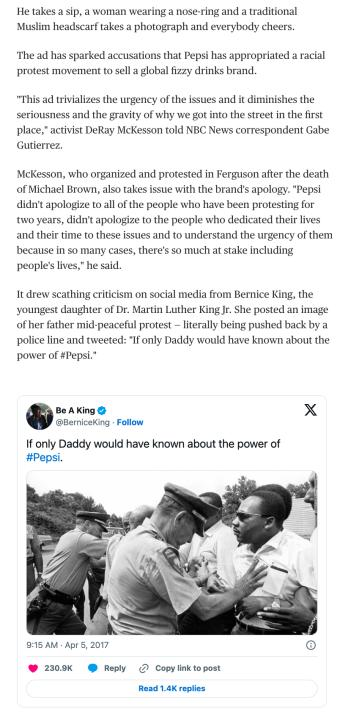 He takes a sip, a woman wearing a nose-ring and a traditional
Muslim headscarf takes a photograph and everybody cheers.
The ad has sparked accusations that Pepsi has appropriated a racial
protest movement to sell a global fizzy drinks brand.
"This ad trivializes the urgency of the issues and it diminishes the
seriousness and the gravity of why we got into the street in the first
place," activist DeRay McKesson told NBC News correspondent Gabe
Gutierrez.
McKesson, who organized and protested in Ferguson after the death
of Michael Brown, also takes issue with the brand's apology. "Pepsi
didn't apologize to all of the people who have been protesting for
two years, didn't apologize to the people who dedicated their lives
and their time to these issues and to understand the urgency of them
because in so many cases, there's so much at stake including
people's lives," he said.
It drew scathing criticism on social media from Bernice King, the
youngest daughter of Dr. Martin Luther King Jr. She posted an image
of her father mid-peaceful protest — literally being pushed back by a
police line and tweeted: "If only Daddy would have known about the
power of #Pepsi."
Be A King
@BerniceKing · Follow
If only Daddy would have known about the power of
#Pepsi.
9:15 AM · Apr 5, 2017
230.9K Reply Copy link to post
Read 1.4K replies